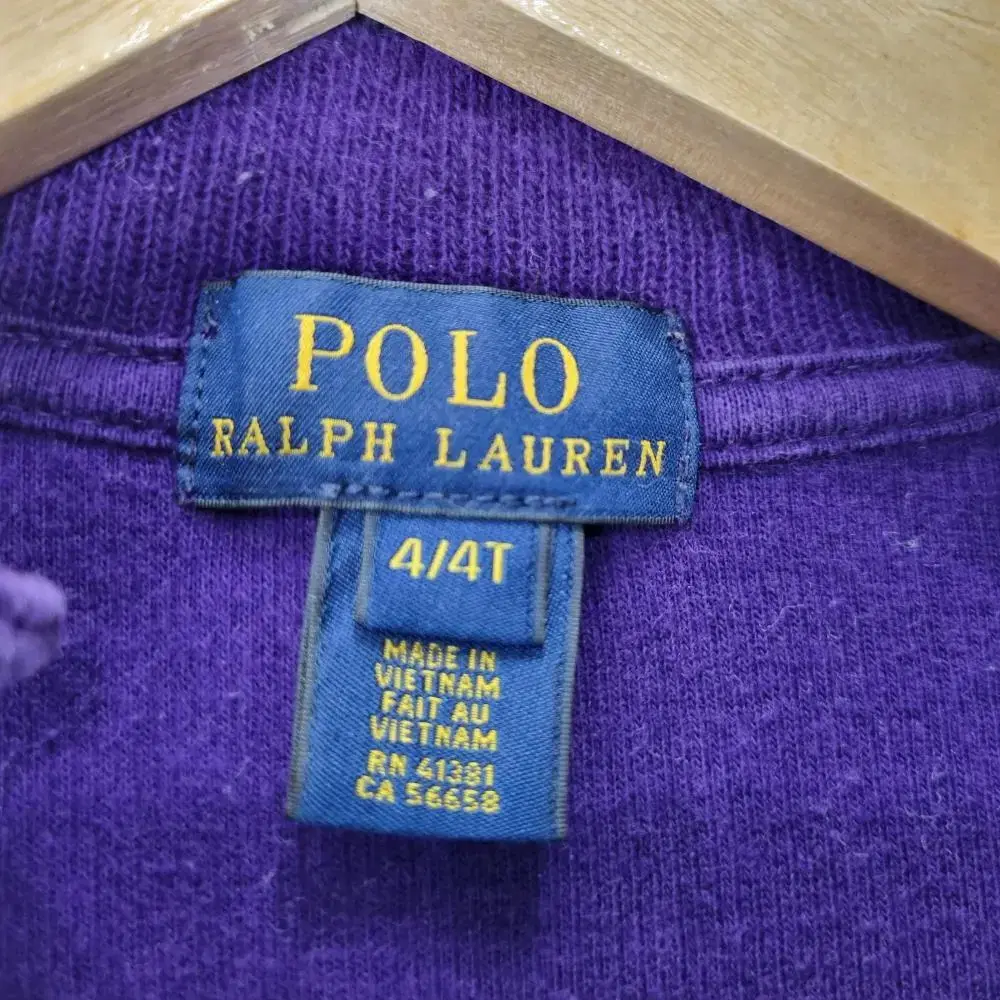 POLO
RALPH LAUREN
4/4T
MADE IN
VIETNAM
FAIT AU
VIETNAM
RN 41381
CA 56658